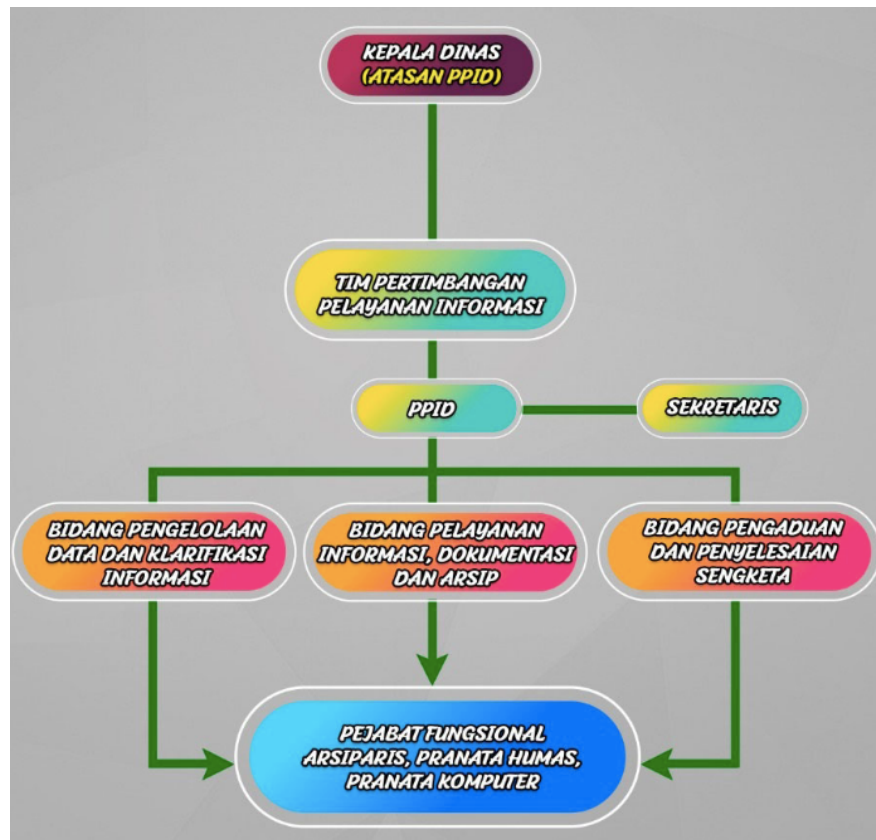 KEPALA DINAS
(ATASAN PPID)
TIM PERTIMBANGAN
PELAYANAN INFORMASI
PPID
SEKRETARIS
BIDANG PENGELOLAAN
DATA DAN KLARIFIKASI
INFORMASI
BIDANG PELAYANAN
INFORMASI, DOKUMENTASI
DAN ARSIP
BIDANG PENGADUAN
DAN PENYELESAIAN
SENGKETA
PEJABAT FUNGSIONAL
ARSIPARIS, PRANATA HUMAS,
PRANATA KOMPUTER